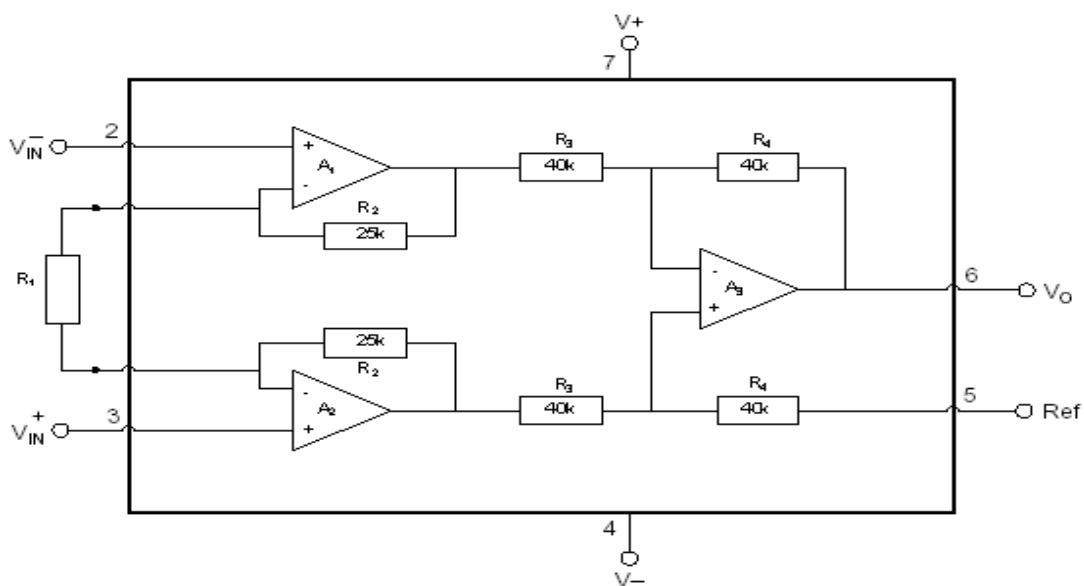 V+
7
V⁻IN
2
+
A₁
-
R₃
40k
R₄
40k
R₂
25k
R₁
-
A₃
+
6
V_O
25k
R₂
-
A₂
+
R₃
40k
R₄
40k
5
Ref
V⁺IN
3
4
V−